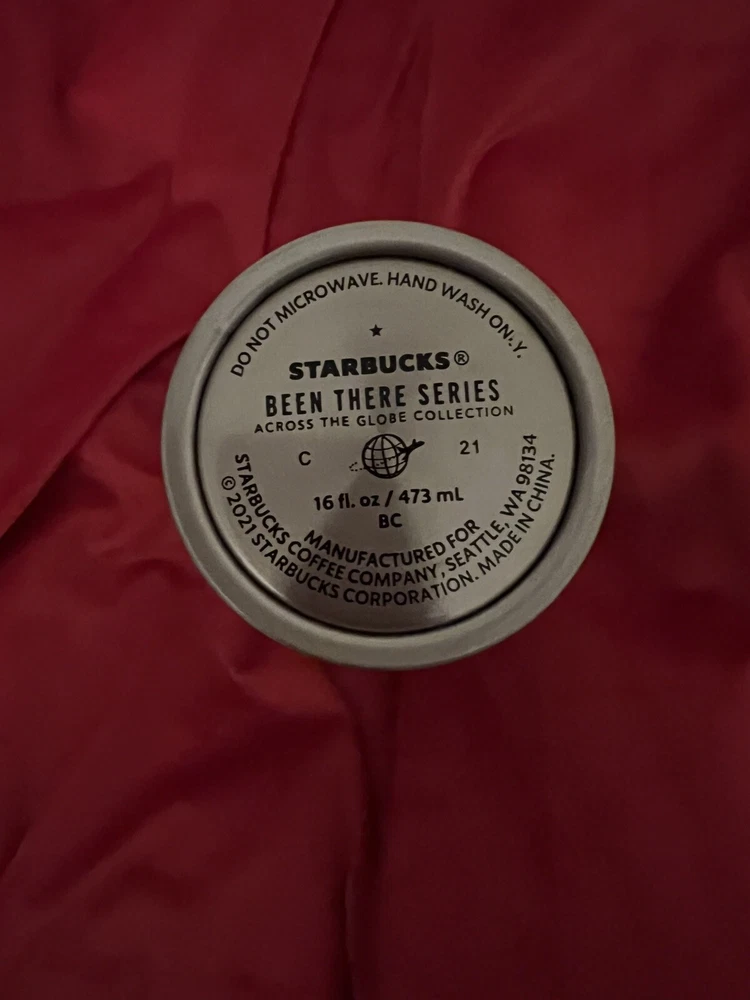 DO NOT MICROWAVE. HAND WASH ONLY.
STARBUCKS®
BEEN THERE SERIES
ACROSS THE GLOBE COLLECTION
C 21
16 fl. oz / 473 mL
BC
MANUFACTURED FOR
STARBUCKS COFFEE COMPANY, SEATTLE, WA 98134
© 2021 STARBUCKS CORPORATION. MADE IN CHINA.